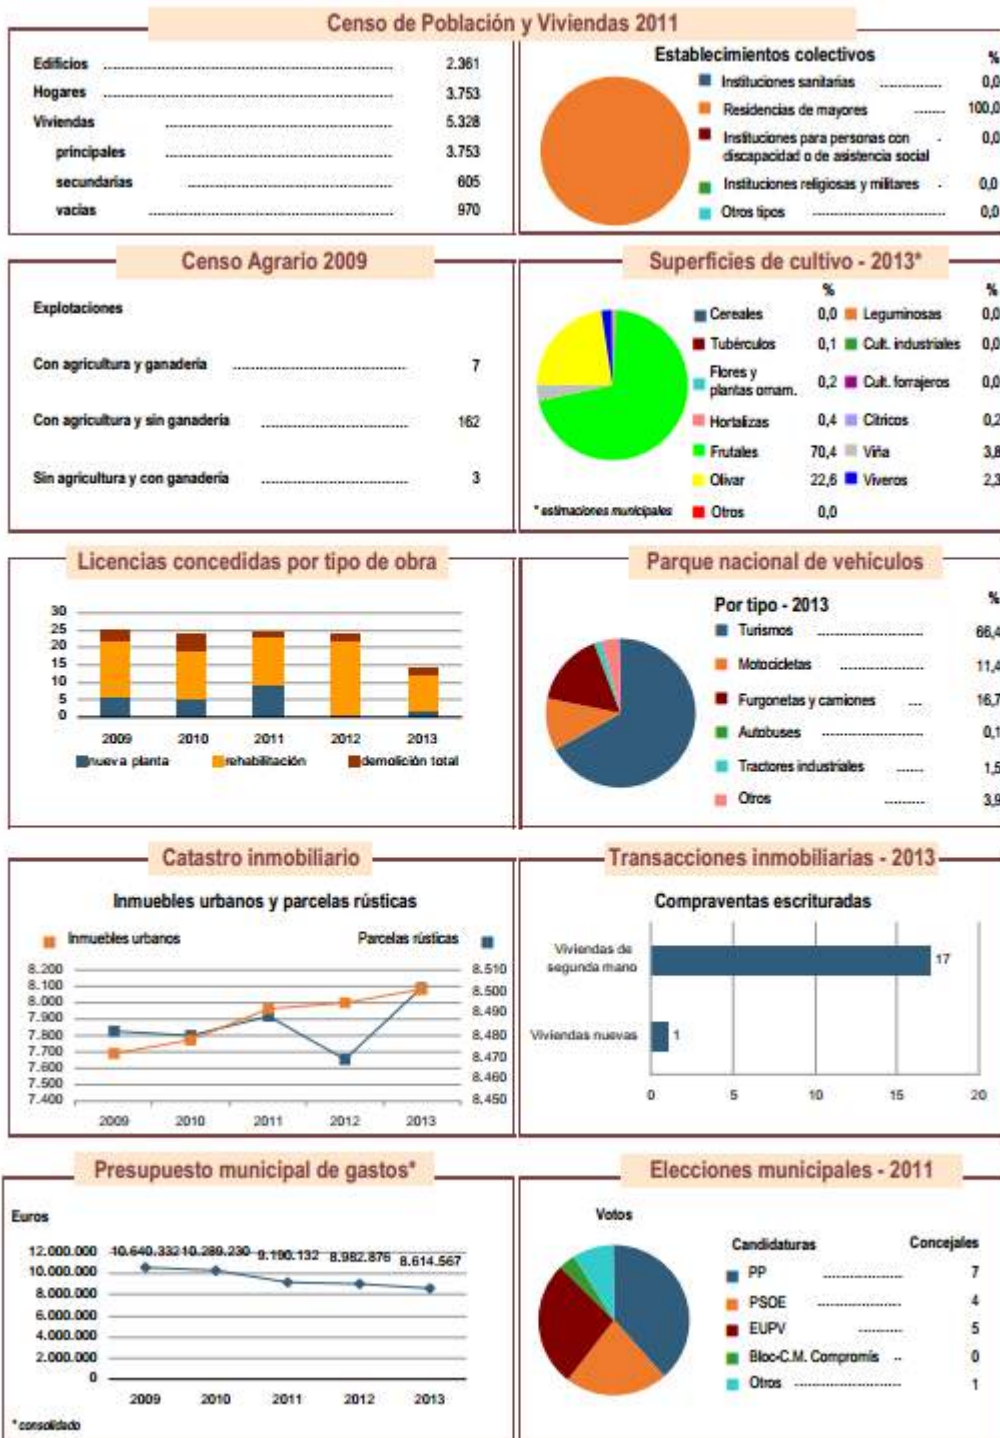 Censo de Población y Viviendas 2011
Edificios 2.361
Hogares 3.753
Viviendas 5.328
principales 3.753
secundarias 605
vacias 970
Establecimientos colectivos %
Instituciones sanitarias 0,0
Residencias de mayores 100,0
Instituciones para personas con 0,0
discapacidad o de asistencia social
Instituciones religiosas y militares 0,0
Otros tipos 0,0
Censo Agrario 2009
Explotaciones
Con agricultura y ganadería 7
Con agricultura y sin ganadería 162
Sin agricultura y con ganadería 3
Superficies de cultivo - 2013*
% %
Cereales 0,0 Leguminosas 0,0
Tubérculos 0,1 Cult. industriales 0,0
Flores y
plantas ornam. 0,2 Cult. forrajeros 0,0
Hortalizas 0,4 Cítricos 0,2
Frutales 70,4 Viña 3,8
Olivar 22,6 Viveros 2,3
* estimaciones municipales Otros 0,0
Licencias concedidas por tipo de obra
30
25
20
15
10
5
0
2009 2010 2011 2012 2013
nueva planta rehabilitación demolición total
Parque nacional de vehículos
Por tipo - 2013 %
Turismos 66,4
Motocicletas 11,4
Furgonetas y camiones 16,7
Autobuses 0,1
Tractores industriales 1,5
Otros 3,9
Catastro inmobiliario
Inmuebles urbanos y parcelas rústicas
Inmuebles urbanos Parcelas rústicas
8.200 8.510
8.100 8.500
8.000 8.490
7.900 8.480
7.800 8.470
7.700 8.460
7.600 8.450
7.500
7.400
2009 2010 2011 2012 2013
Transacciones inmobiliarias - 2013
Compraventas escrituradas
Viviendas de
segunda mano 17
Viviendas nuevas 1
0 5 10 15 20
Presupuesto municipal de gastos*
Euros
12.000.000 10.640.332 10.289.230 9.190.132 8.982.876 8.614.567
10.000.000
8.000.000
6.000.000
4.000.000
2.000.000
0
2009 2010 2011 2012 2013
* consolidado
Elecciones municipales - 2011
Votos
Candidaturas Concejales
PP 7
PSOE 4
EUPV 5
Bloc-C.M. Compromís 0
Otros 1